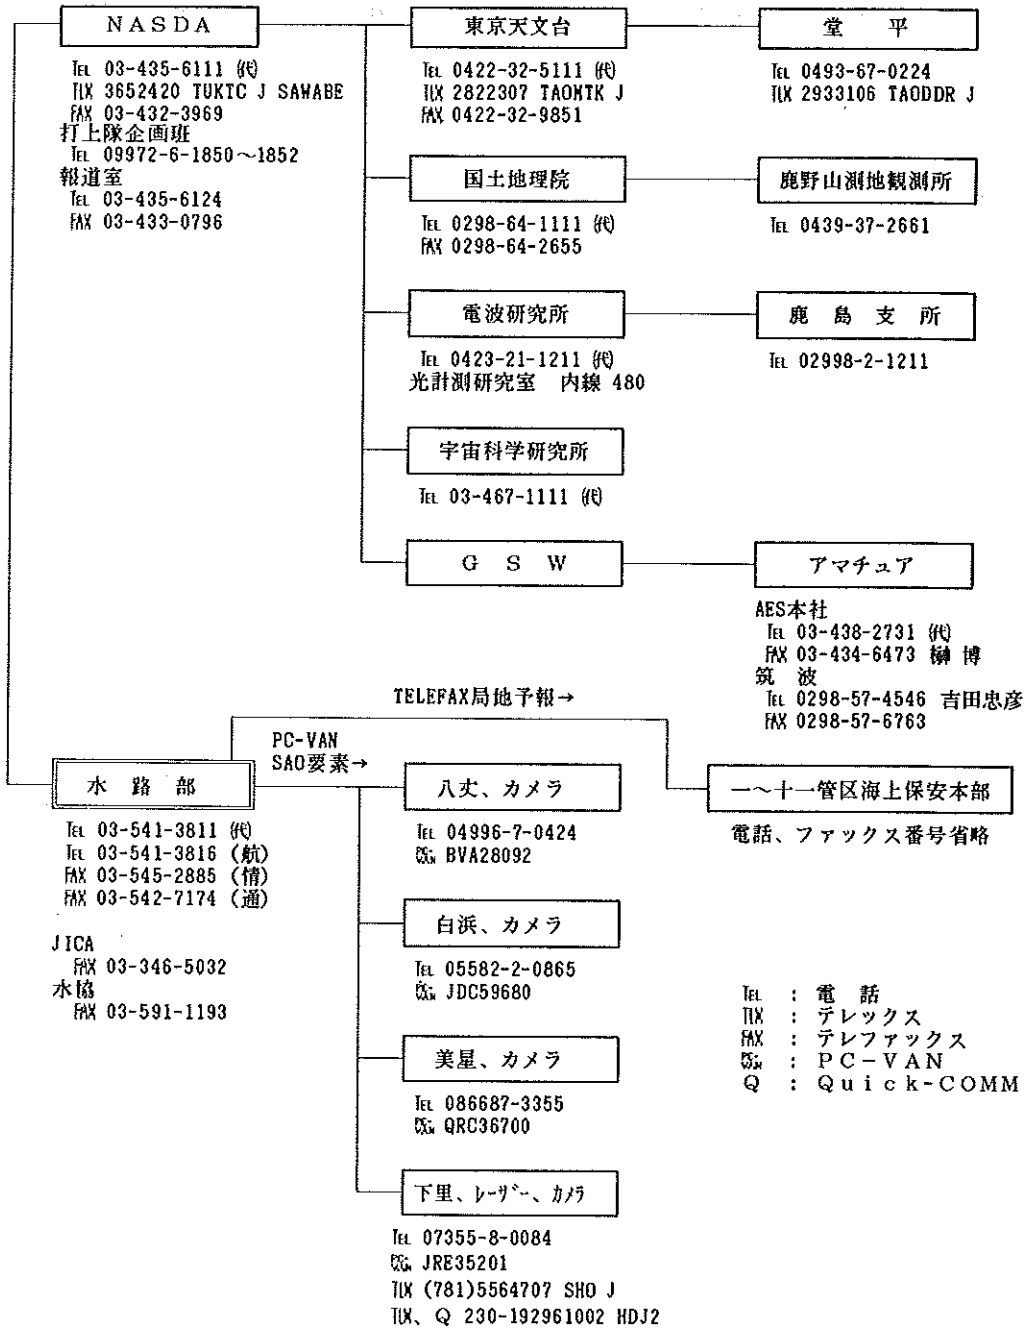 NASDA
TEL 03-435-6111 (代)
TLX 3652420 TUKTC J SAWABE
FAX 03-432-3969
打上隊企画班
TEL 09972-6-1850～1852
報道室
TEL 03-435-6124
FAX 03-433-0796
東京天文台
TEL 0422-32-5111 (代)
TLX 2822307 TAOMTK J
FAX 0422-32-9851
堂 平
TEL 0493-67-0224
TLX 2933106 TAODDR J
国土地理院
TEL 0298-64-1111 (代)
FAX 0298-64-2655
鹿野山測地観測所
TEL 0439-37-2661
電波研究所
TEL 0423-21-1211 (代)
光計測研究室 内線 480
鹿 島 支 所
TEL 02998-2-1211
宇宙科学研究所
TEL 03-467-1111 (代)
G S W
アマチュア
AES本社
TEL 03-438-2731 (代)
FAX 03-434-6473 榊 博
筑 波
TEL 0298-57-4546 吉田忠彦
FAX 0298-57-6763
TELEFAX局地予報→
PC-VAN
SAO要素→
水 路 部
TEL 03-541-3811 (代)
TEL 03-541-3816 (航)
FAX 03-545-2885 (情)
FAX 03-542-7174 (通)
JICA
FAX 03-346-5032
水協
FAX 03-591-1193
八丈、カメラ
TEL 04996-7-0424
BVA28092
一～十一管区海上保安本部
電話、ファックス番号省略
白浜、カメラ
TEL 05582-2-0865
JDC59680
美星、カメラ
TEL 086687-3355
QRC36700
下里、レーザー、カメラ
TEL 07355-8-0084
JRE35201
TLX (781)5564707 SHO J
TLX、Q 230-192961002 HDJ2
TEL : 電 話
TLX : テレックス
FAX : テレファックス
: PC-VAN
Q : Quick-COMM